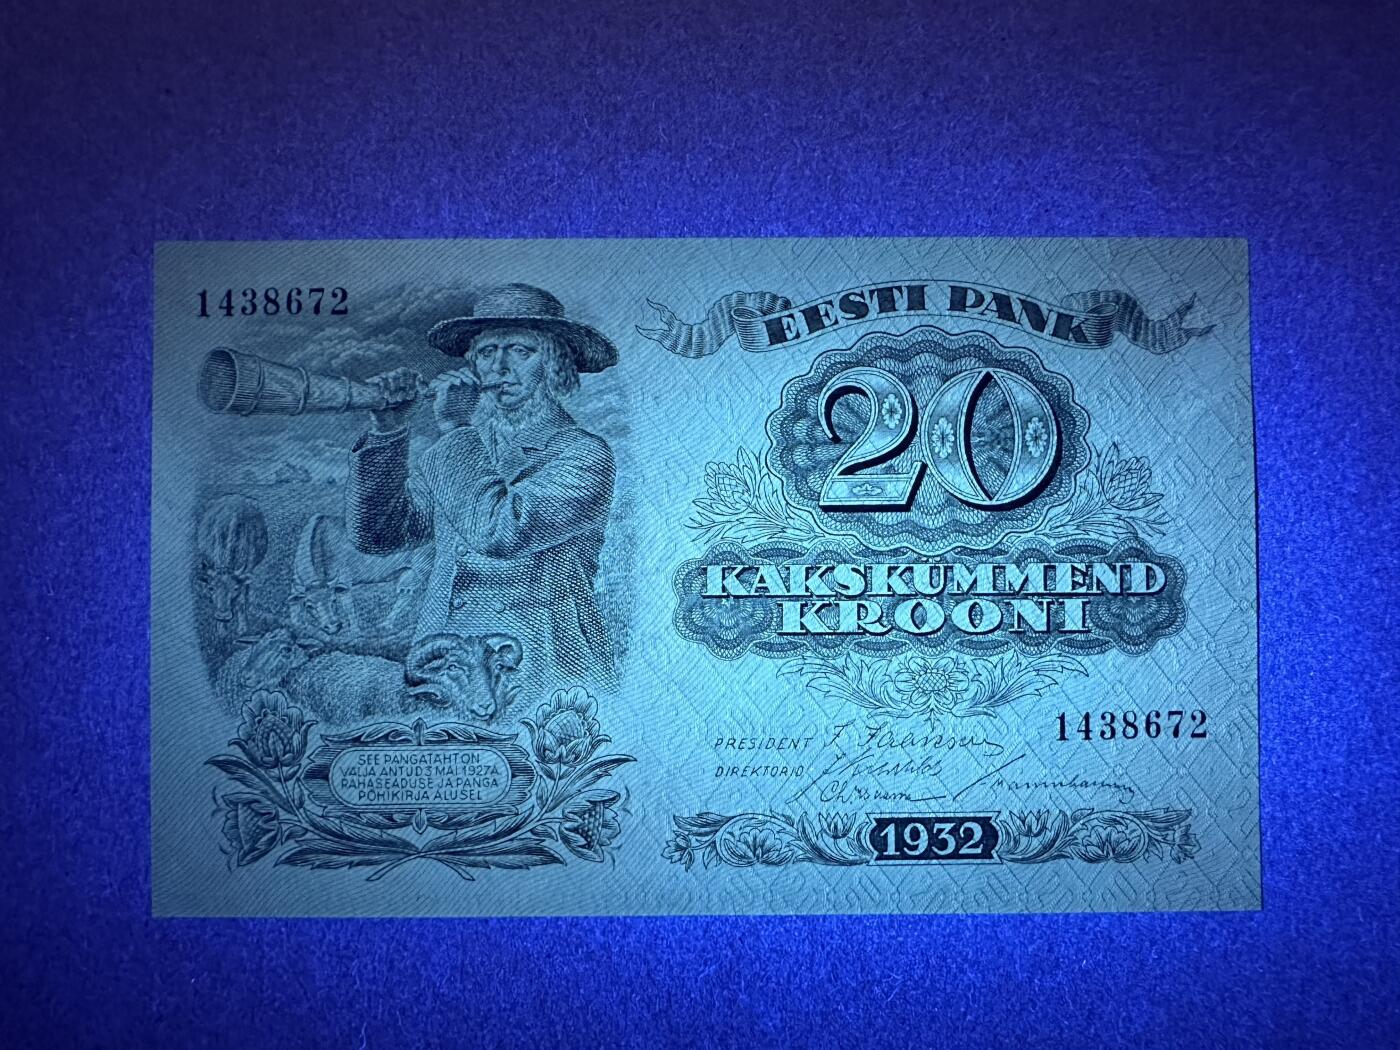 1438672
EESTI PANK
20
KAKSKÜMMEND
KROONI
SEE PANGATÄHT ON
VÄLJA ANTUD 3 MAI 1927 A.
RAHASEADUSE JA PANGA
PÕHIKIRJA ALUSEL
1438672
PRESIDENT
DIREKTORID
1932